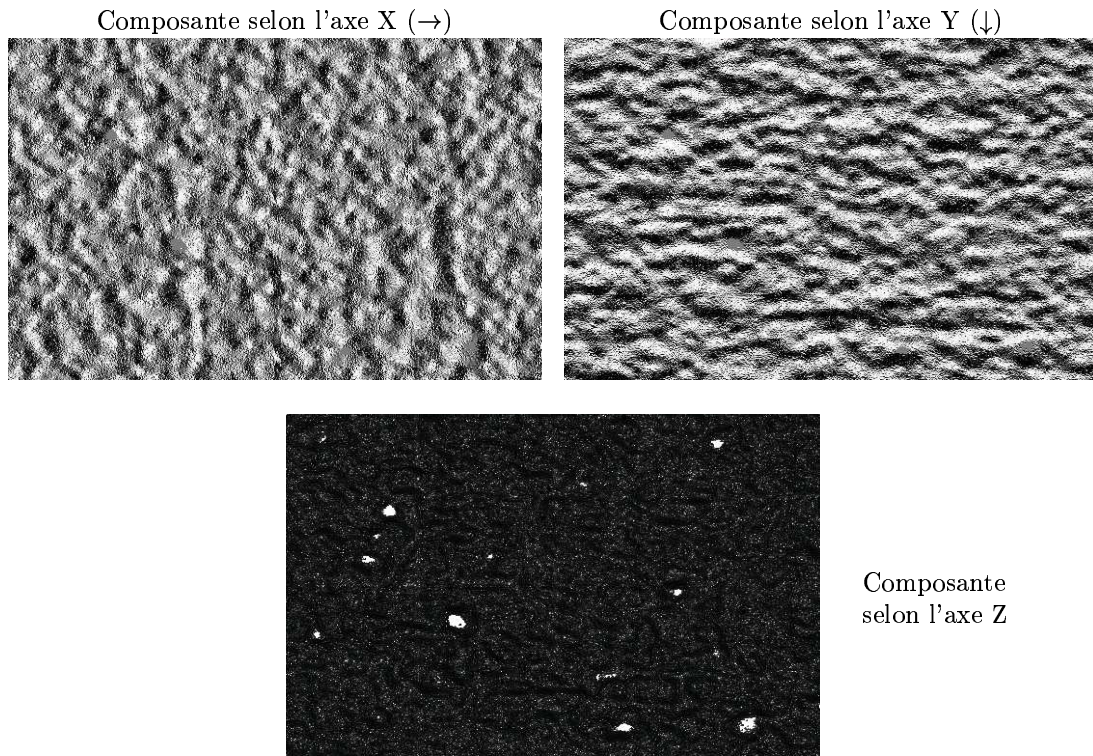 Composante selon l'axe X (→)
Composante selon l'axe Y (↓)
Composante
selon l'axe Z